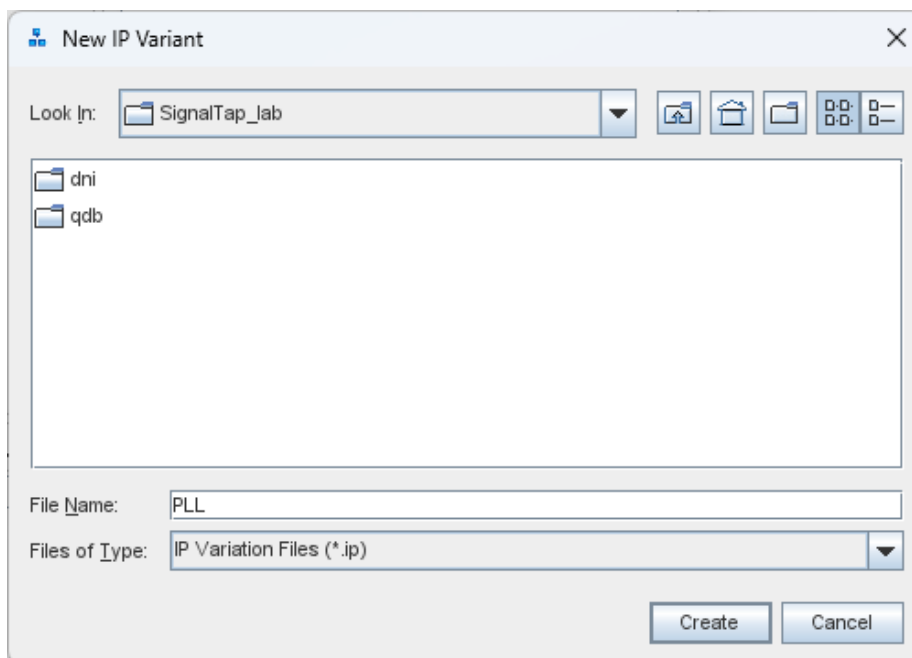 New IP Variant
Look In: SignalTap_lab
dni
qdb
File Name: PLL
Files of Type: IP Variation Files (*.ip)
Create Cancel